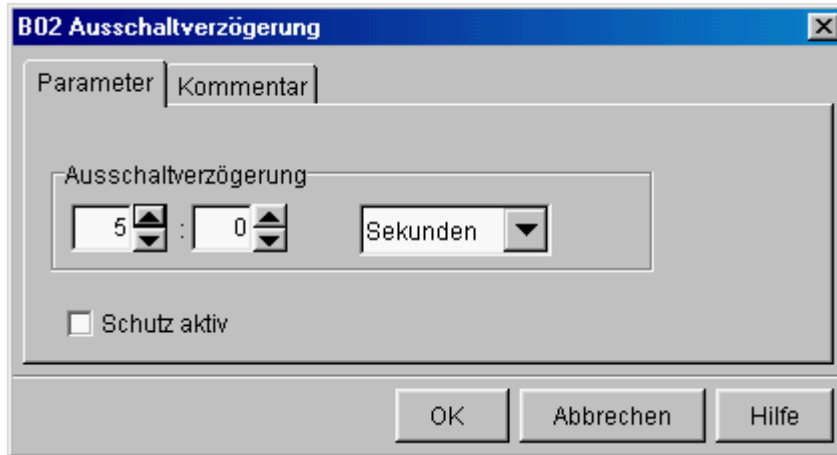 B02 Ausschaltverzögerung
Parameter Kommentar
Ausschaltverzögerung
5 : 0 Sekunden
Schutz aktiv
OK Abbrechen Hilfe